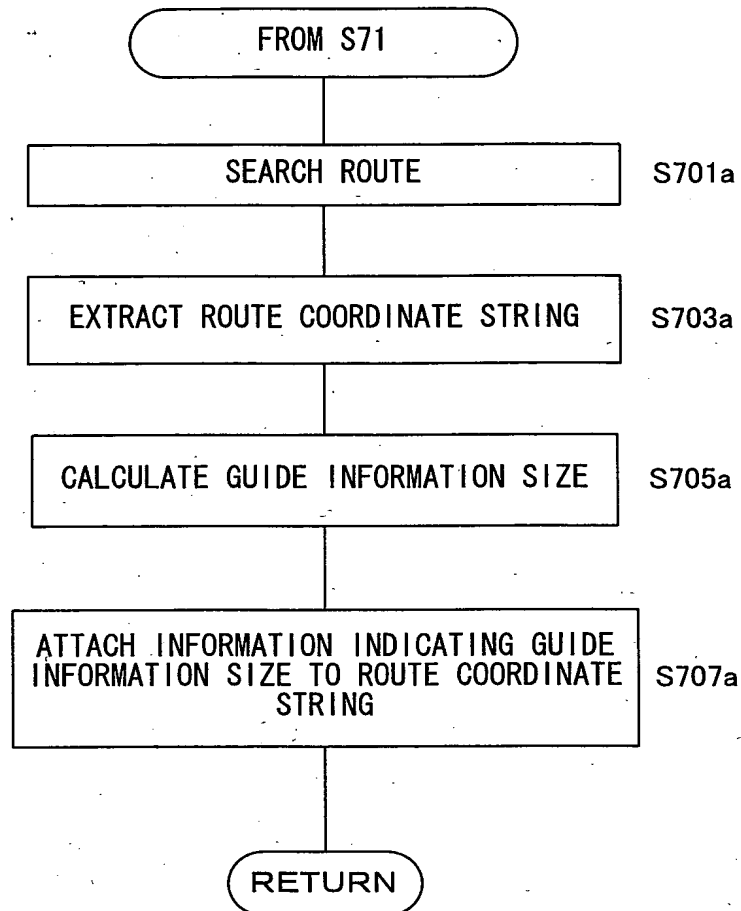 FROM S71
SEARCH ROUTE
S701a
EXTRACT ROUTE COORDINATE STRING
S703a
CALCULATE GUIDE INFORMATION SIZE
S705a
ATTACH INFORMATION INDICATING GUIDE
INFORMATION SIZE TO ROUTE COORDINATE
STRING
S707a
RETURN